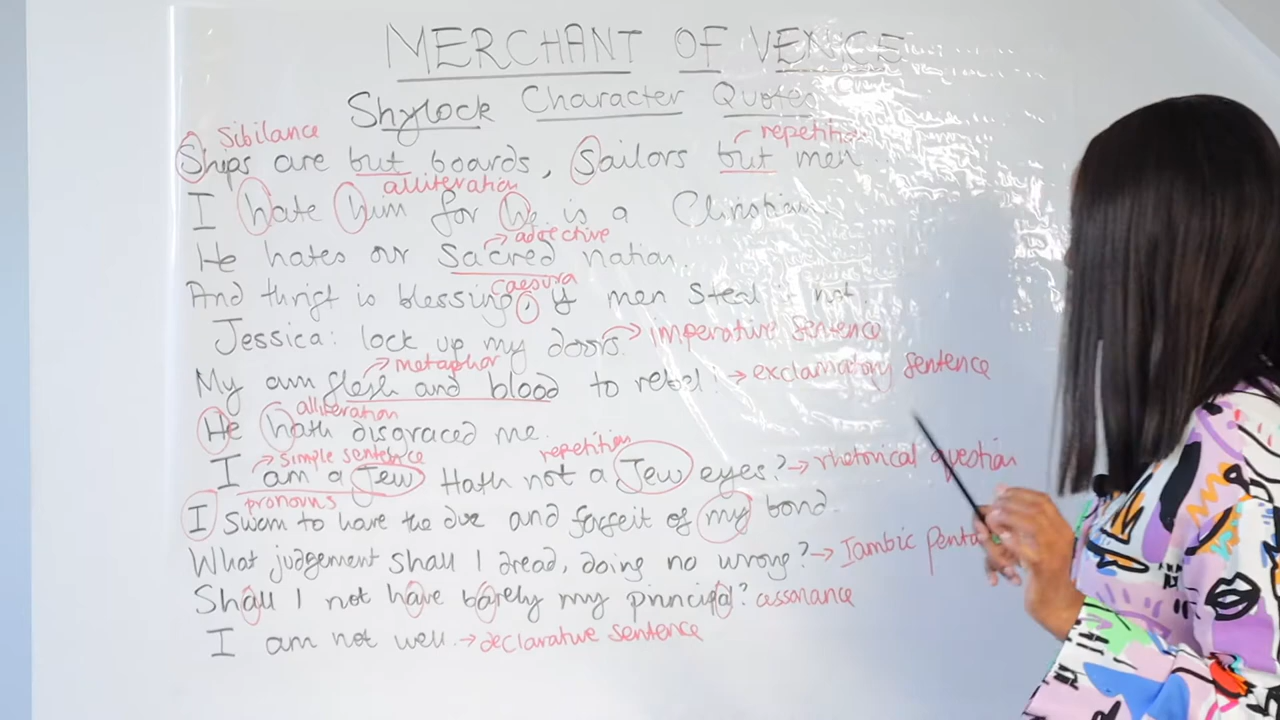 MERCHANT OF VENICE
Shylock Character Quotes
Sibilance repetition
Ships are but boards, Sailors but men
alliteration
I hate him for he is a Christian.
adjective
He hates our Sacred nation.
caesura
And thrift is blessing, if men steal it not.
Jessica: lock up my doors. → imperative sentence
metaphor
My own flesh and blood to rebel! → exclamatory sentence
alliteration
He hath disgraced me.
simple sentence repetition
I am a Jew Hath not a Jew eyes? → rhetorical question
pronouns
I swam to have the due and forfeit of my bond.
What judgement shall I dread, doing no wrong? → Iambic penta
Shall I not have barely my principal? assonance
I am not well. → declarative sentence